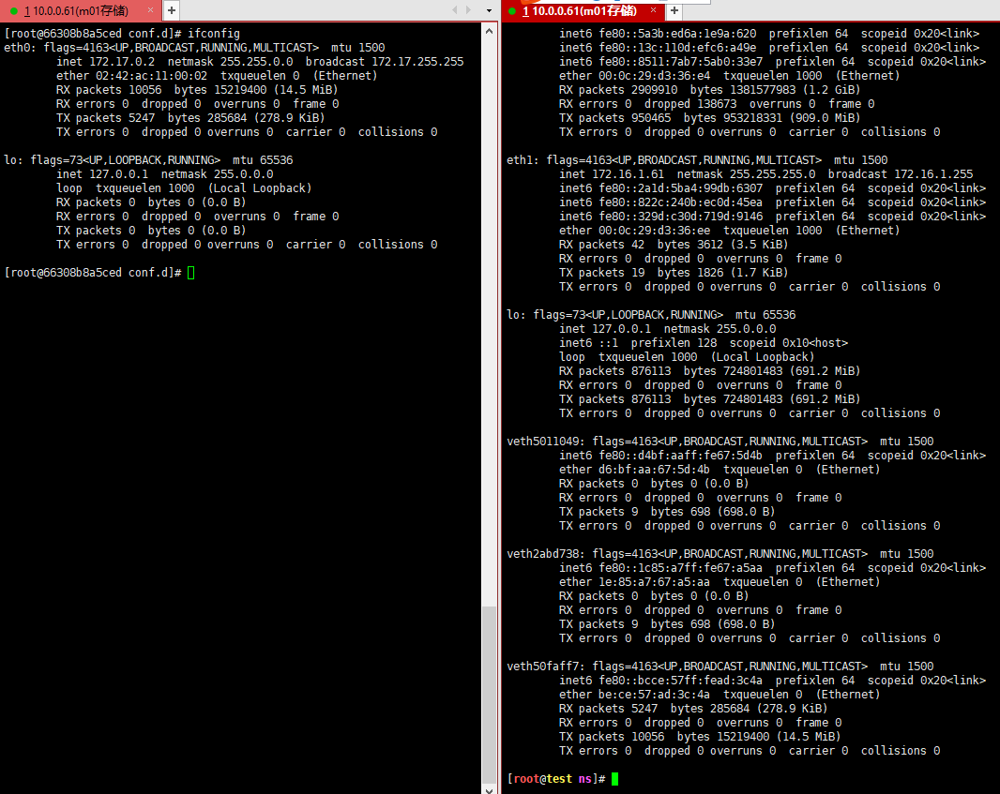 1 10.0.0.61(m01存储) × +
[root@66308b8a5ced conf.d]# ifconfig
eth0: flags=4163<UP,BROADCAST,RUNNING,MULTICAST>  mtu 1500
        inet 172.17.0.2  netmask 255.255.0.0  broadcast 172.17.255.255
        ether 02:42:ac:11:00:02  txqueuelen 0  (Ethernet)
        RX packets 10056  bytes 15219400 (14.5 MiB)
        RX errors 0  dropped 0  overruns 0  frame 0
        TX packets 5247  bytes 285684 (278.9 KiB)
        TX errors 0  dropped 0 overruns 0  carrier 0  collisions 0
lo: flags=73<UP,LOOPBACK,RUNNING>  mtu 65536
        inet 127.0.0.1  netmask 255.0.0.0
        loop  txqueuelen 1000  (Local Loopback)
        RX packets 0  bytes 0 (0.0 B)
        RX errors 0  dropped 0  overruns 0  frame 0
        TX packets 0  bytes 0 (0.0 B)
        TX errors 0  dropped 0 overruns 0  carrier 0  collisions 0
[root@66308b8a5ced conf.d]#
1 10.0.0.61(m01存储) × +
        inet6 fe80::5a3b:ed6a:1e9a:620  prefixlen 64  scopeid 0x20<link>
        inet6 fe80::13c:110d:efc6:a49e  prefixlen 64  scopeid 0x20<link>
        inet6 fe80::8511:7ab7:5ab0:33e7  prefixlen 64  scopeid 0x20<link>
        ether 00:0c:29:d3:36:e4  txqueuelen 1000  (Ethernet)
        RX packets 2909910  bytes 1381577983 (1.2 GiB)
        RX errors 0  dropped 138673  overruns 0  frame 0
        TX packets 950465  bytes 953218331 (909.0 MiB)
        TX errors 0  dropped 0 overruns 0  carrier 0  collisions 0
eth1: flags=4163<UP,BROADCAST,RUNNING,MULTICAST>  mtu 1500
        inet 172.16.1.61  netmask 255.255.255.0  broadcast 172.16.1.255
        inet6 fe80::2a1d:5ba4:99db:6307  prefixlen 64  scopeid 0x20<link>
        inet6 fe80::822c:240b:ec0d:45ea  prefixlen 64  scopeid 0x20<link>
        inet6 fe80::329d:c30d:719d:9146  prefixlen 64  scopeid 0x20<link>
        ether 00:0c:29:d3:36:ee  txqueuelen 1000  (Ethernet)
        RX packets 42  bytes 3612 (3.5 KiB)
        RX errors 0  dropped 0  overruns 0  frame 0
        TX packets 19  bytes 1826 (1.7 KiB)
        TX errors 0  dropped 0 overruns 0  carrier 0  collisions 0
lo: flags=73<UP,LOOPBACK,RUNNING>  mtu 65536
        inet 127.0.0.1  netmask 255.0.0.0
        inet6 ::1  prefixlen 128  scopeid 0x10<host>
        loop  txqueuelen 1000  (Local Loopback)
        RX packets 876113  bytes 724801483 (691.2 MiB)
        RX errors 0  dropped 0  overruns 0  frame 0
        TX packets 876113  bytes 724801483 (691.2 MiB)
        TX errors 0  dropped 0 overruns 0  carrier 0  collisions 0
veth5011049: flags=4163<UP,BROADCAST,RUNNING,MULTICAST>  mtu 1500
        inet6 fe80::d4bf:aaff:fe67:5d4b  prefixlen 64  scopeid 0x20<link>
        ether d6:bf:aa:67:5d:4b  txqueuelen 0  (Ethernet)
        RX packets 0  bytes 0 (0.0 B)
        RX errors 0  dropped 0  overruns 0  frame 0
        TX packets 9  bytes 698 (698.0 B)
        TX errors 0  dropped 0 overruns 0  carrier 0  collisions 0
veth2abd738: flags=4163<UP,BROADCAST,RUNNING,MULTICAST>  mtu 1500
        inet6 fe80::1c85:a7ff:fe67:a5aa  prefixlen 64  scopeid 0x20<link>
        ether 1e:85:a7:67:a5:aa  txqueuelen 0  (Ethernet)
        RX packets 0  bytes 0 (0.0 B)
        RX errors 0  dropped 0  overruns 0  frame 0
        TX packets 9  bytes 698 (698.0 B)
        TX errors 0  dropped 0 overruns 0  carrier 0  collisions 0
veth50faff7: flags=4163<UP,BROADCAST,RUNNING,MULTICAST>  mtu 1500
        inet6 fe80::bcce:57ff:fead:3c4a  prefixlen 64  scopeid 0x20<link>
        ether be:ce:57:ad:3c:4a  txqueuelen 0  (Ethernet)
        RX packets 5247  bytes 285684 (278.9 KiB)
        RX errors 0  dropped 0  overruns 0  frame 0
        TX packets 10056  bytes 15219400 (14.5 MiB)
        TX errors 0  dropped 0 overruns 0  carrier 0  collisions 0
[root@test ns]#